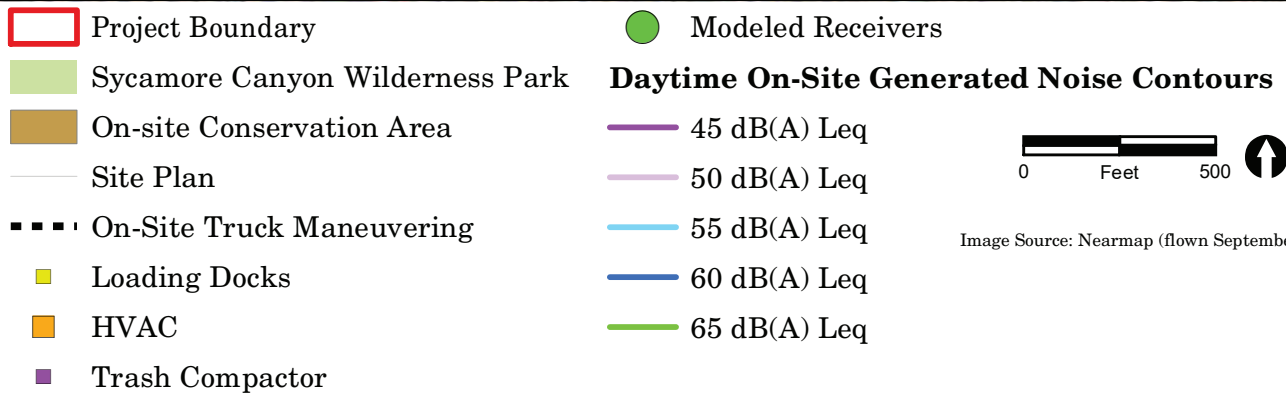 Project Boundary
Sycamore Canyon Wilderness Park
On-site Conservation Area
Site Plan
On-Site Truck Maneuvering
Loading Docks
HVAC
Trash Compactor
Modeled Receivers
Daytime On-Site Generated Noise Contours
45 dB(A) Leq
50 dB(A) Leq
55 dB(A) Leq
60 dB(A) Leq
65 dB(A) Leq
0 Feet 500
Image Source: Nearmap (flown Septembe